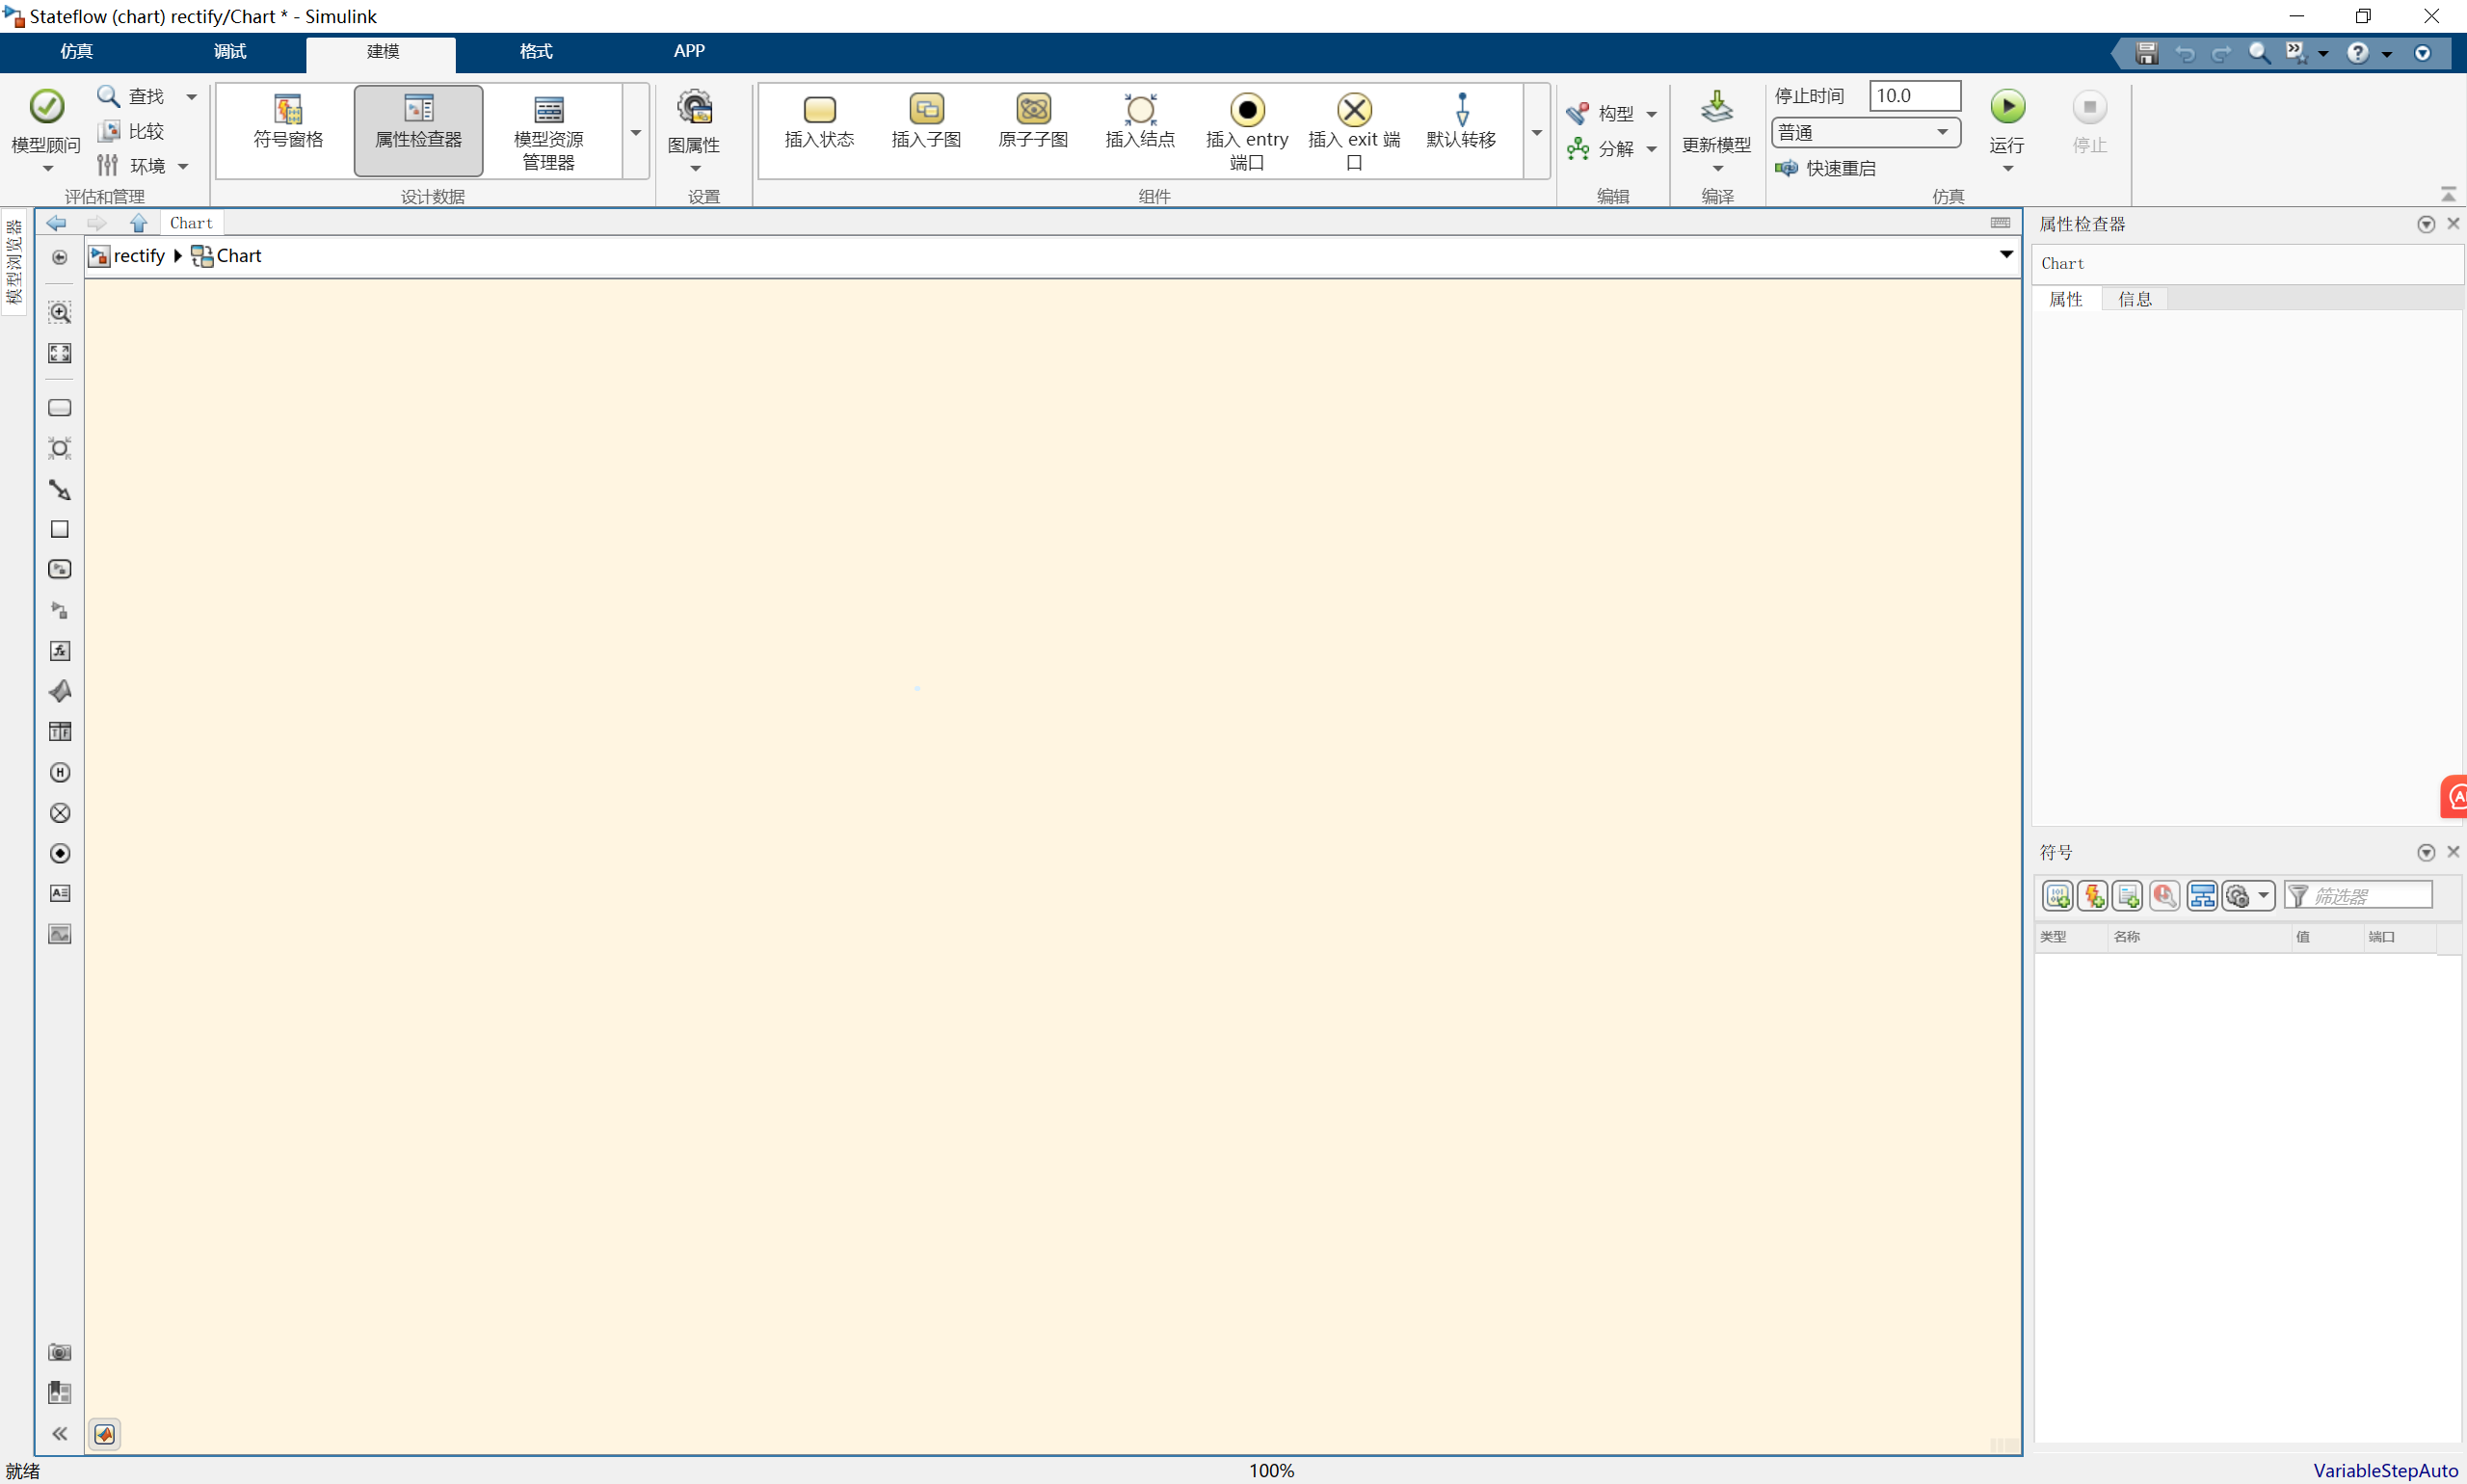 Stateflow (chart) rectify/Chart * - Simulink
仿真
调试
建模
格式
APP
模型顾问
查找
比较
环境
评估和管理
符号窗格
属性检查器
模型资源
管理器
设计数据
图属性
设置
插入状态
插入子图
原子子图
插入结点
插入 entry
端口
插入 exit 端
口
默认转移
组件
构型
分解
编辑
更新模型
编译
停止时间
10.0
普通
快速重启
运行
停止
仿真
模型浏览器
Chart
rectify
Chart
属性检查器
Chart
属性
信息
符号
筛选器
类型
名称
值
端口
就绪
100%
VariableStepAuto